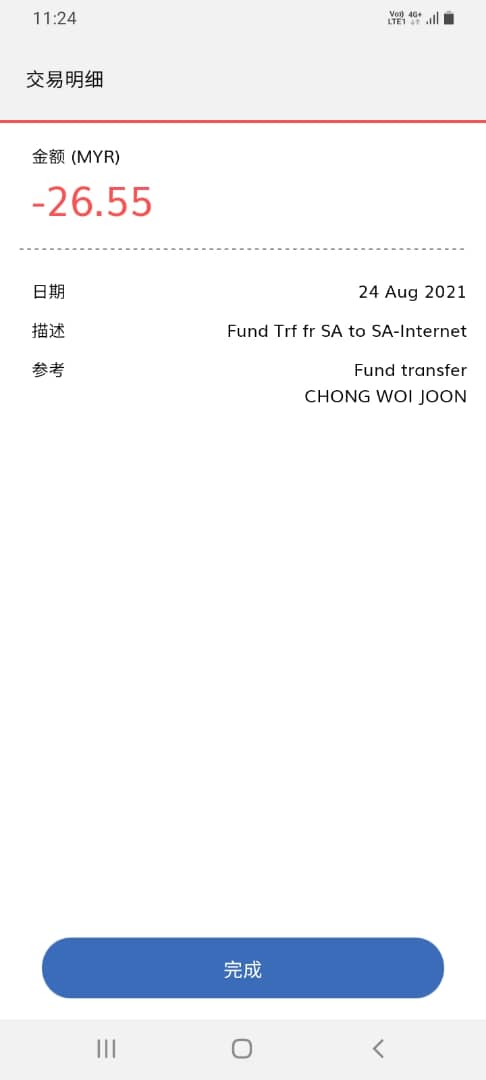 11:24
Vo)) 4G+
LTE1
交易明细
金额 (MYR)
-26.55
日期 24 Aug 2021
描述 Fund Trf fr SA to SA-Internet
参考 Fund transfer
CHONG WOI JOON
完成